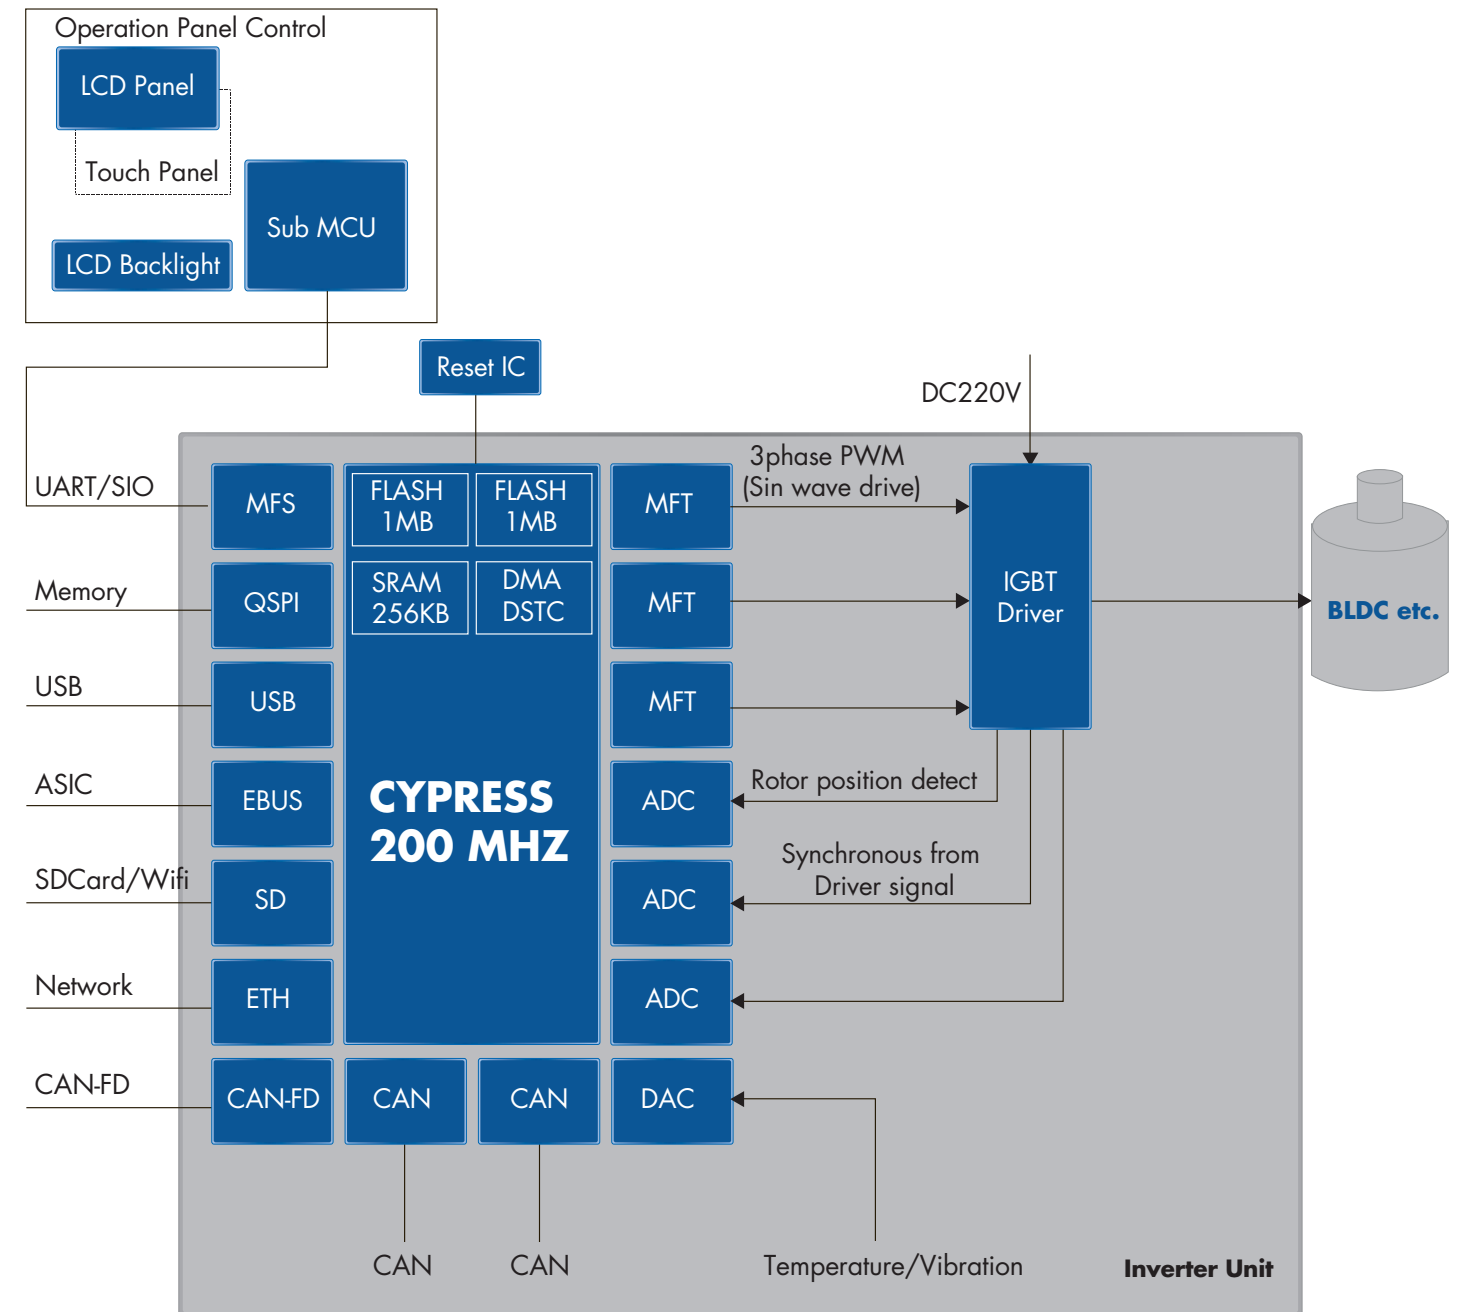 Operation Panel Control
LCD Panel
Touch Panel
Sub MCU
LCD Backlight
Reset IC
DC220V
UART/SIO
MFS
FLASH
1MB
FLASH
1MB
MFT
3phase PWM
(Sin wave drive)
Memory
QSPI
SRAM
256KB
DMA
DSTC
MFT
IGBT
Driver
BLDC etc.
USB
USB
MFT
ASIC
EBUS
CYPRESS
200 MHZ
ADC
Rotor position detect
SDCard/Wifi
SD
ADC
Synchronous from
Driver signal
Network
ETH
ADC
CAN-FD
CAN-FD
CAN
CAN
DAC
CAN
CAN
Temperature/Vibration
Inverter Unit